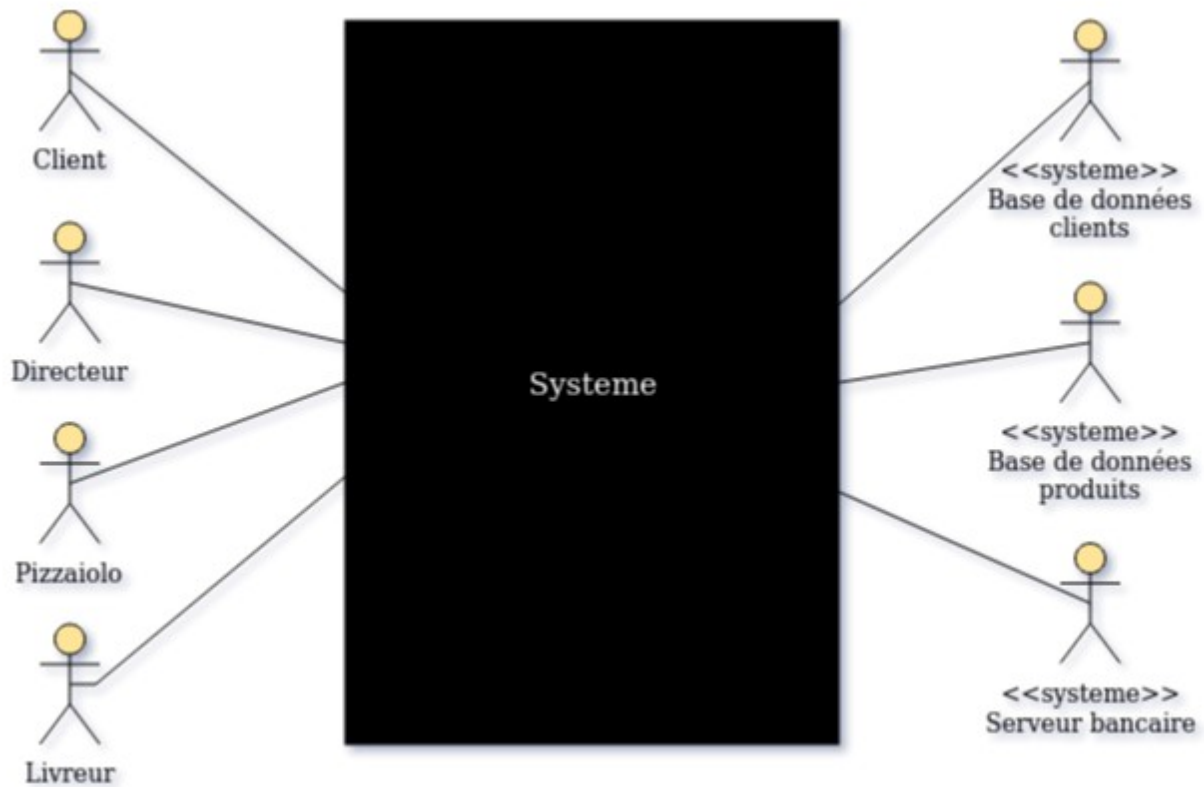 Client
Directeur
Pizzaiolo
Livreur
Systeme
<<systeme>>
Base de données
clients
<<systeme>>
Base de données
produits
<<systeme>>
Serveur bancaire